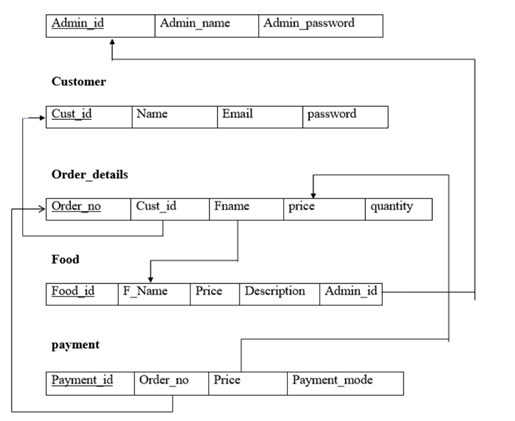 Admin_id Admin_name Admin_password
Customer
Cust_id Name Email password
Order_details
Order_no Cust_id Fname price quantity
Food
Food_id F_Name Price Description Admin_id
payment
Payment_id Order_no Price Payment_mode